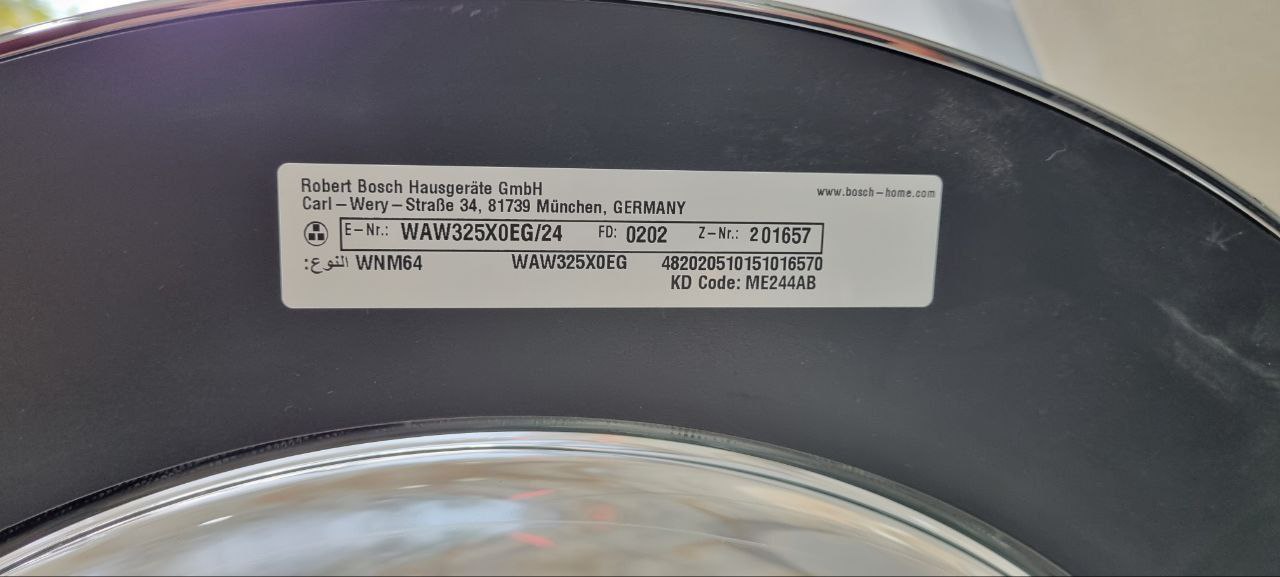 Robert Bosch Hausgeräte GmbH
www.bosch-home.com
Carl-Wery-Straße 34, 81739 München, GERMANY
E-Nr.: WAW325X0EG/24 FD: 0202 Z-Nr.: 201657
النوع: WNM64 WAW325X0EG 482020510151016570
KD Code: ME244AB